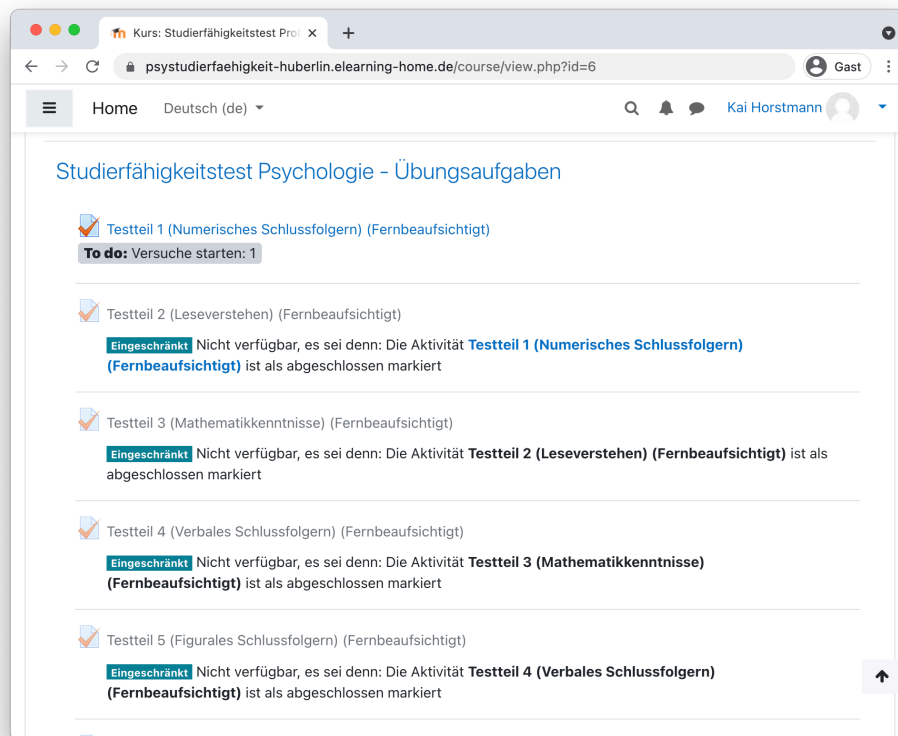 Kurs: Studierfähigkeitstest Pro
psystudierfaehigkeit-huberlin.elearning-home.de/course/view.php?id=6
Gast
Home
Deutsch (de)
Kai Horstmann
Studierfähigkeitstest Psychologie - Übungsaufgaben
Testteil 1 (Numerisches Schlussfolgern) (Fernbeaufsichtigt)
To do: Versuche starten: 1
Testteil 2 (Leseverstehen) (Fernbeaufsichtigt)
Eingeschränkt Nicht verfügbar, es sei denn: Die Aktivität Testteil 1 (Numerisches Schlussfolgern)
(Fernbeaufsichtigt) ist als abgeschlossen markiert
Testteil 3 (Mathematikkenntnisse) (Fernbeaufsichtigt)
Eingeschränkt Nicht verfügbar, es sei denn: Die Aktivität Testteil 2 (Leseverstehen) (Fernbeaufsichtigt) ist als
abgeschlossen markiert
Testteil 4 (Verbales Schlussfolgern) (Fernbeaufsichtigt)
Eingeschränkt Nicht verfügbar, es sei denn: Die Aktivität Testteil 3 (Mathematikkenntnisse)
(Fernbeaufsichtigt) ist als abgeschlossen markiert
Testteil 5 (Figurales Schlussfolgern) (Fernbeaufsichtigt)
Eingeschränkt Nicht verfügbar, es sei denn: Die Aktivität Testteil 4 (Verbales Schlussfolgern)
(Fernbeaufsichtigt) ist als abgeschlossen markiert